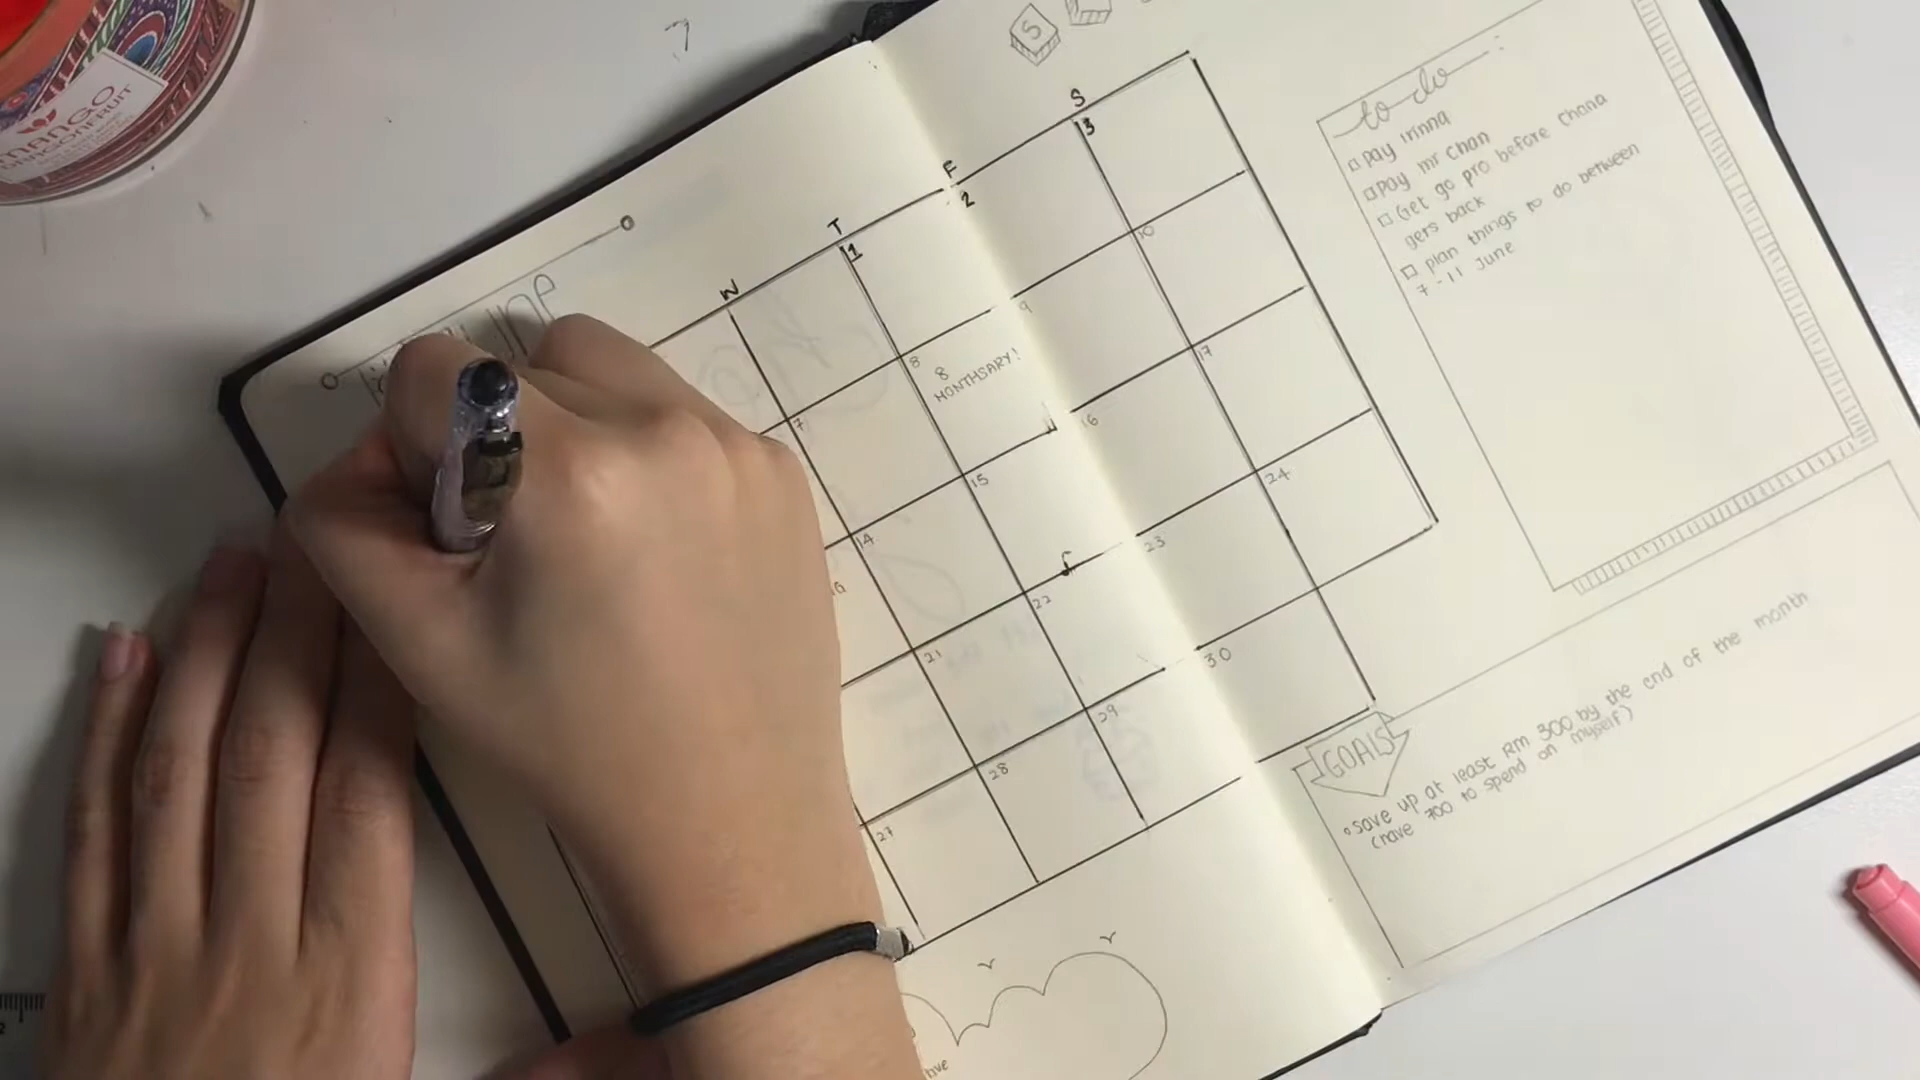 MANGO
DRAGONFRUIT
S
W
T
F
S
1
2
3
7
8
9
10
8
MONTHSARY!
14
15
16
17
21
22
23
24
27
28
29
30
to do
pay Irinna
pay mr chan
Get go pro before chana
gets back
plan things to do between
7-11 June
GOALS
save up at least RM 300 by the end of the month
(have 700 to spend on myself)